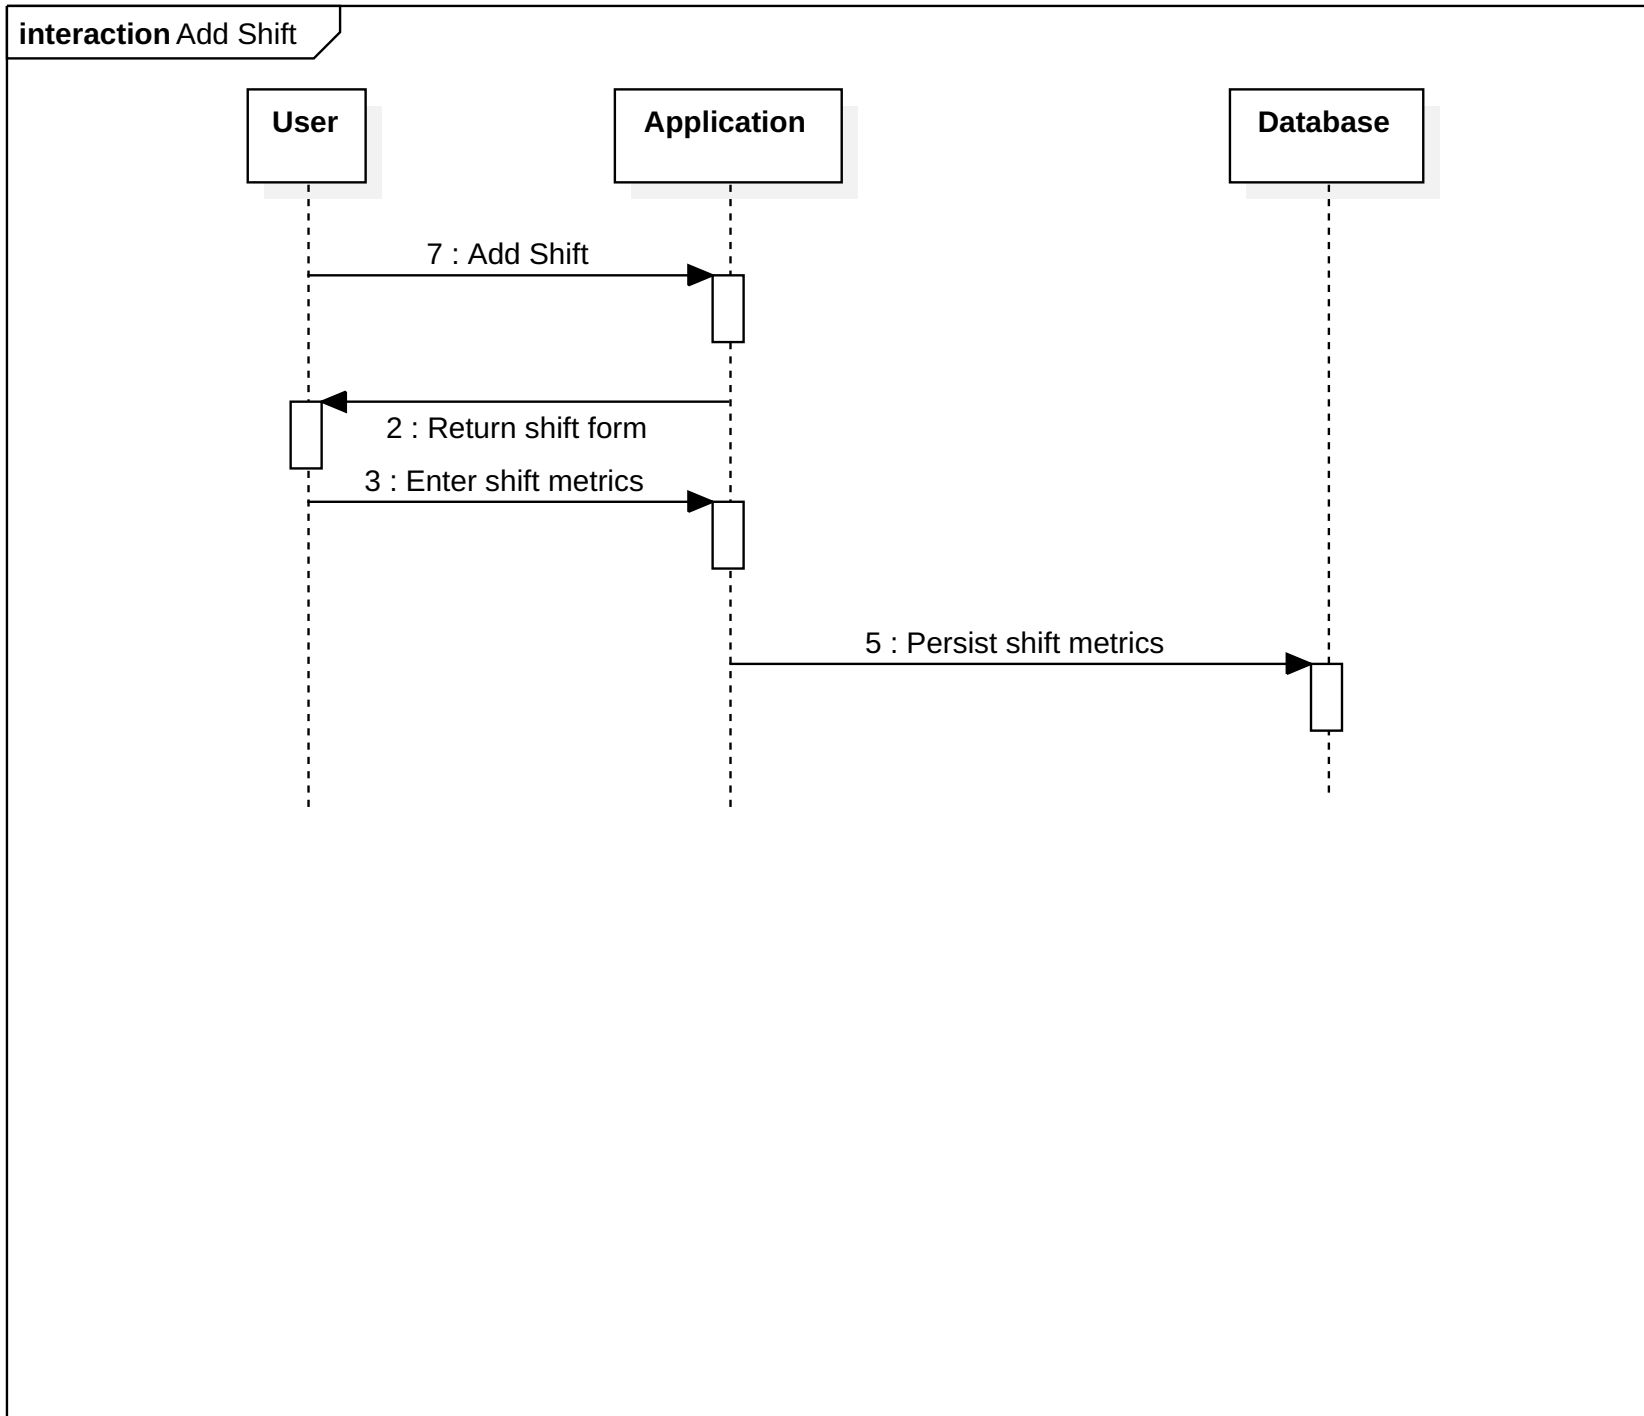 interaction Add Shift
User
Application
Database
7 : Add Shift
2 : Return shift form
3 : Enter shift metrics
5 : Persist shift metrics